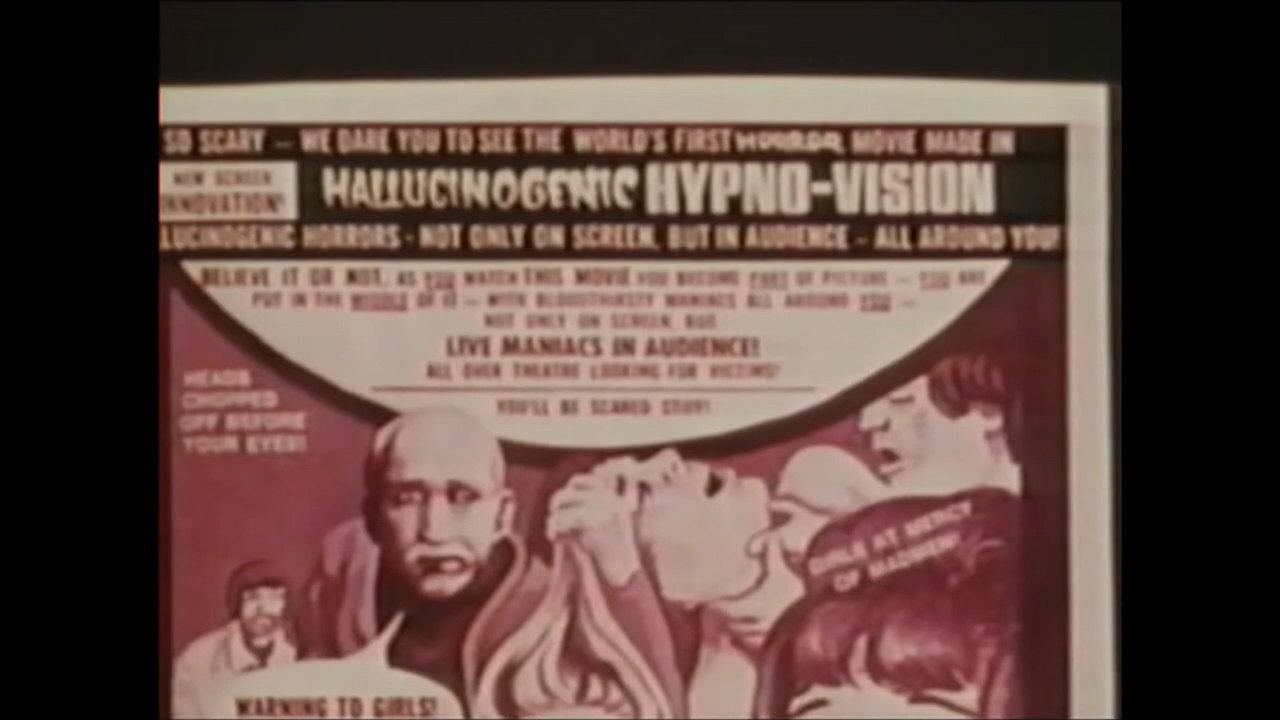 SO SCARY — WE DARE YOU TO SEE THE WORLD'S FIRST HORROR MOVIE MADE IN
NEW SCREEN
INNOVATION!
HALLUCINOGENIC HYPNO-VISION
LUCINOGENIC HORRORS - NOT ONLY ON SCREEN, BUT IN AUDIENCE - ALL AROUND YOU!
BELIEVE IT OR NOT, AS YOU WATCH THIS MOVIE YOU BECOME PART OF PICTURE — YOU ARE
PUT IN THE MIDDLE OF IT — WITH BLOODTHIRSTY MANIACS ALL AROUND YOU —
NOT ONLY ON SCREEN, BUT
LIVE MANIACS IN AUDIENCE!
ALL OVER THEATRE LOOKING FOR VICTIMS!
YOU'LL BE SCARED STIFF!
HEADS
CHOPPED
OFF BEFORE
YOUR EYES!
GIRLS AT MERCY
OF MADMEN!
WARNING TO GIRLS!